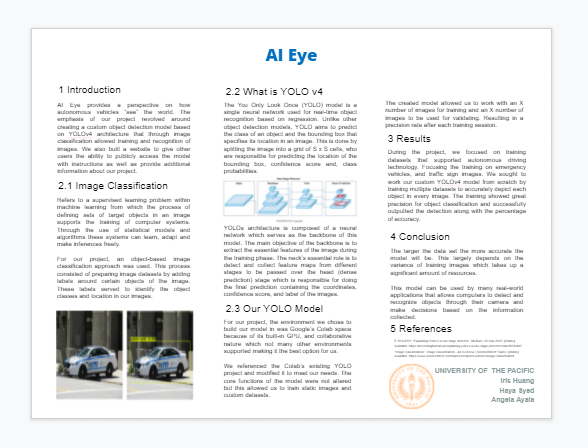 AI Eye
1 Introduction
AI Eye provides a perspective on how
autonomous vehicles "see" the world. The
emphasis of our project revolved around
creating a custom object detection model based
on YOLOv4 architecture that through image
classification allowed training and recognition of
images. We also built a website to give other
users the ability to publicly access the model
with instructions as well as provide additional
information about our project.
2.1 Image Classification
Refers to a supervised learning problem within
machine learning from which the process of
defining sets of target objects in an image
supports the training of computer systems.
Through the use of statistical models and
algorithms these systems can learn, adapt and
make inferences freely.
For our project, an object-based image
classification approach was used. This process
consisted of preparing image datasets by adding
labels around certain objects of the image.
These labels served to identify the object
classes and location in our images.
2.2 What is YOLO v4
The You Only Look Once (YOLO) model is a
single neural network used for real-time object
recognition based on regression. Unlike other
object detection models, YOLO aims to predict
the class of an object and the bounding box that
specifies its location in an image. This is done by
splitting the image into a grid of S x S cells, who
are responsible for predicting the location of the
bounding box, confidence score and, class
probabilities.
YOLOs architecture is composed of a neural
network which serves as the backbone of this
model. The main objective of the backbone is to
extract the essential features of the image during
the training phase. The neck's essential role is to
detect and collect feature maps from different
stages to be passed over the head (dense
prediction) stage which is responsible for doing
the final prediction containing the coordinates,
confidence score, and label of the images.
2.3 Our YOLO Model
For our project, the environment we chose to
build our model in was Google's Colab space
because of its built-in GPU, and collaborative
nature which not many other environments
supported making it the best option for us.
We referenced the Colab's existing YOLO
project and modified it to meet our needs. The
core functions of the model were not altered
but this allowed us to train static images and
custom datasets.
The created model allowed us to work with an X
number of images for training and an X number of
images to be used for validating. Resulting in a
precision rate after each training session.
3 Results
During the project, we focused on training
datasets that supported autonomous driving
technology. Focusing the training on emergency
vehicles, and traffic sign images. We sought to
work our custom YOLOv4 model from scratch by
training multiple datasets to accurately depict each
object in every image. The training showed great
precision for object classification and successfully
outputted the detection along with the percentage
of accuracy.
4 Conclusion
The larger the data set the more accurate the
model will be. This largely depends on the
variance of training images which wakes up a
significant amount of resources.
This model can be used by many real-world
applications that allows computers to detect and
recognize objects through their camera and
make decisions based on the information
collected.
5 References
UNIVERSITY OF THE PACIFIC
Iris Huang
Haya Syed
Angela Ayala